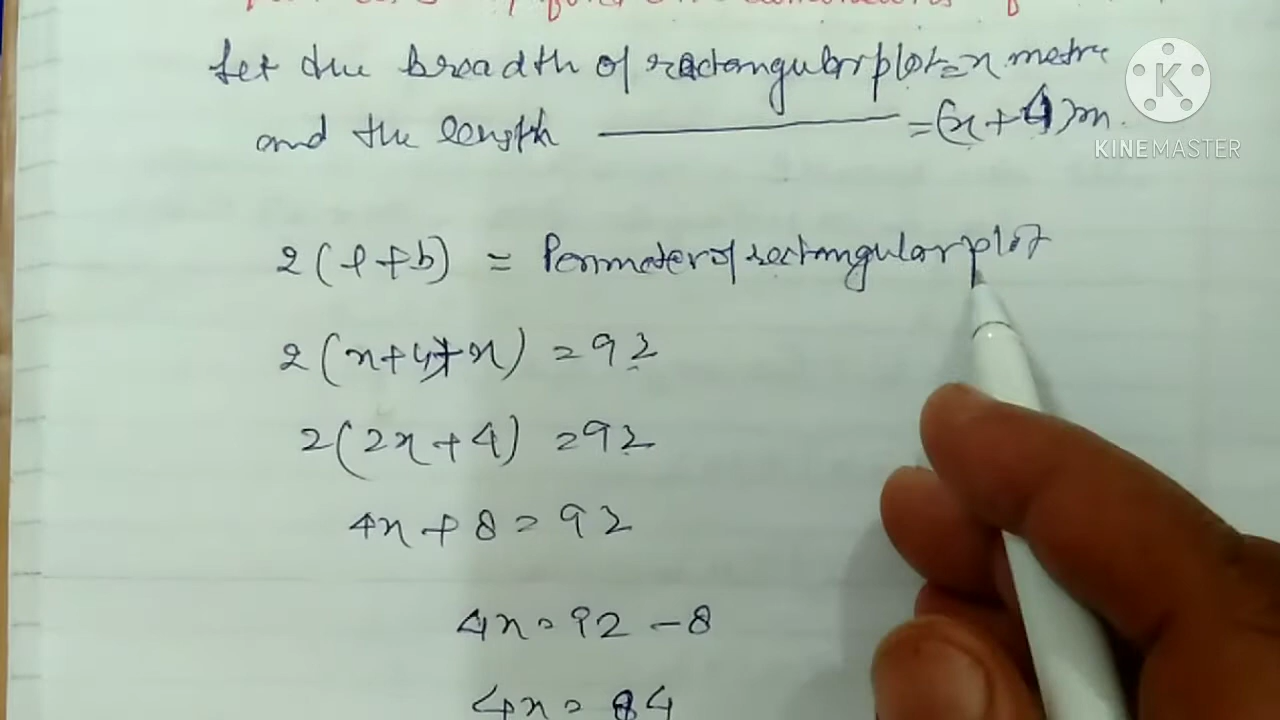 Let the breadth of rectangular plot = x metre
and the length ———— = (x+4)m.
K
KINEMASTER
2(l+b) = Perimeter of rectangular plot
2(x+4+x) = 92
2(2x+4) = 92
4x + 8 = 92
4x = 92 - 8
4x = 84